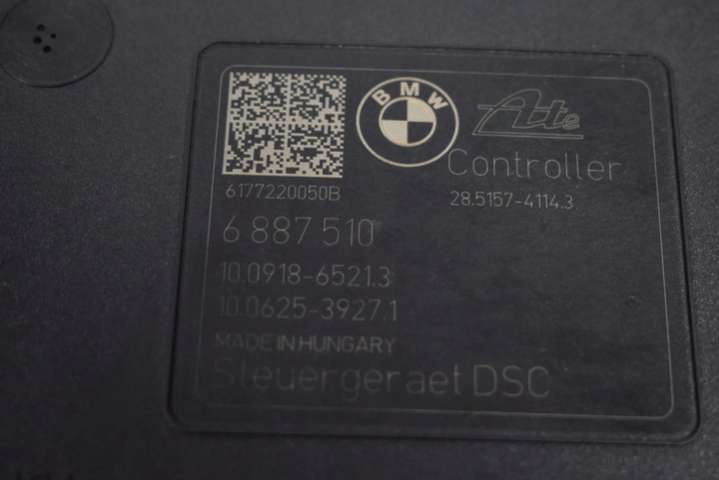 BMW
Ate
Controller
6177220050B
28.5157-4114.3
6 887 510
10.0918-6521.3
10.0625-3927.1
MADE IN HUNGARY
Steuergeraet DSC